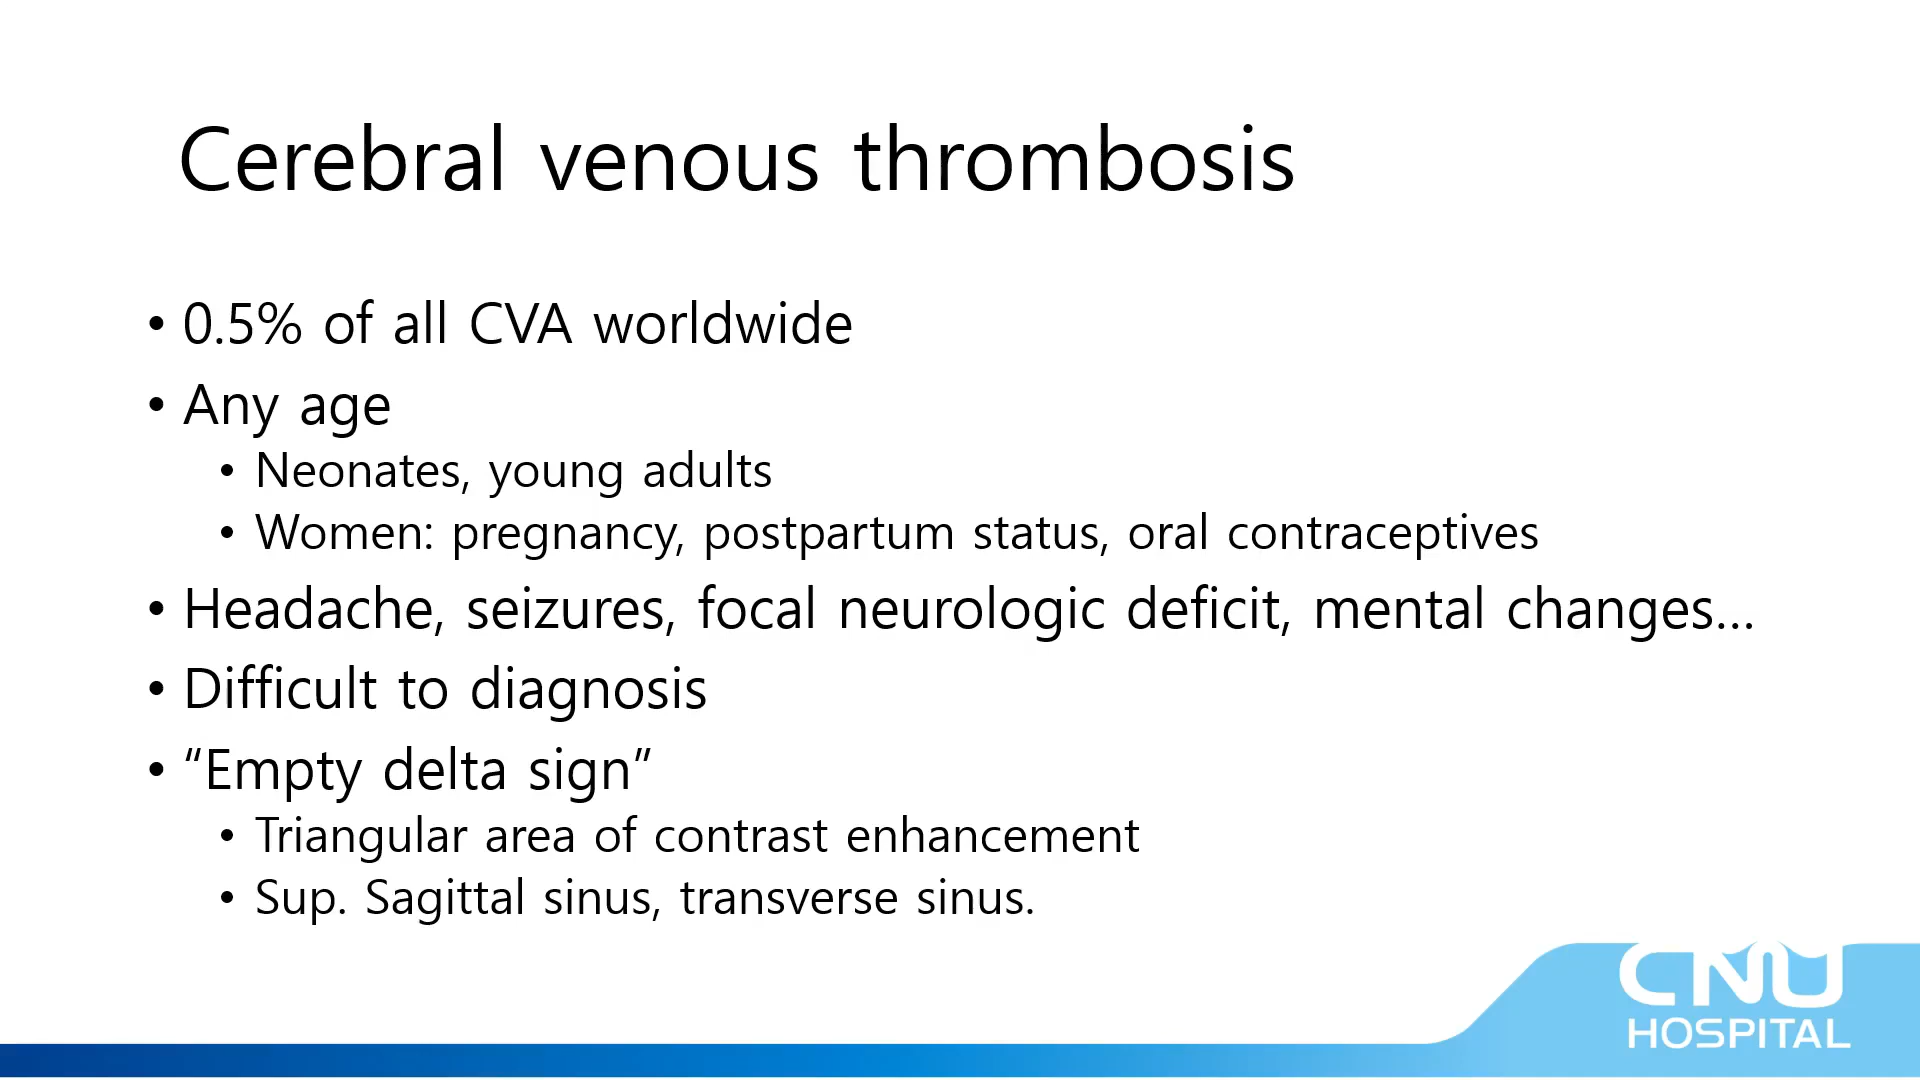 Cerebral venous thrombosis
• 0.5% of all CVA worldwide
• Any age
• Neonates, young adults
• Women: pregnancy, postpartum status, oral contraceptives
• Headache, seizures, focal neurologic deficit, mental changes...
• Difficult to diagnosis
• “Empty delta sign”
• Triangular area of contrast enhancement
• Sup. Sagittal sinus, transverse sinus.
CNU
HOSPITAL